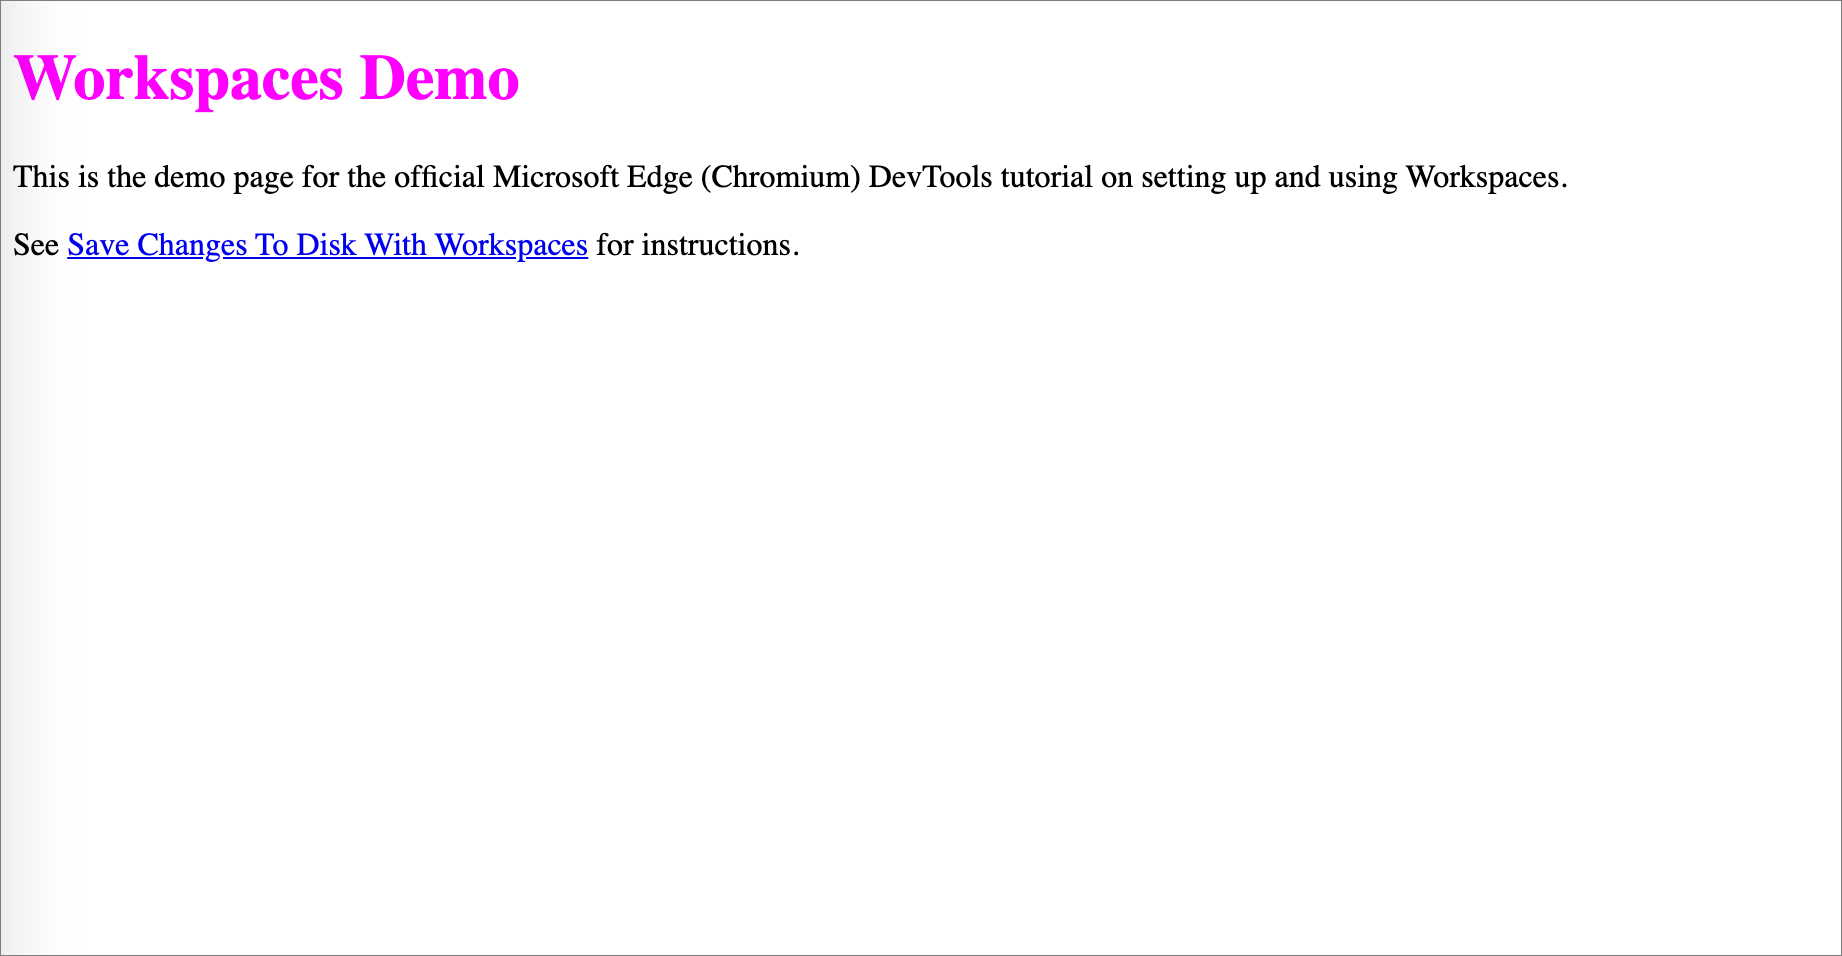 Workspaces Demo
This is the demo page for the official Microsoft Edge (Chromium) DevTools tutorial on setting up and using Workspaces.
See Save Changes To Disk With Workspaces for instructions.